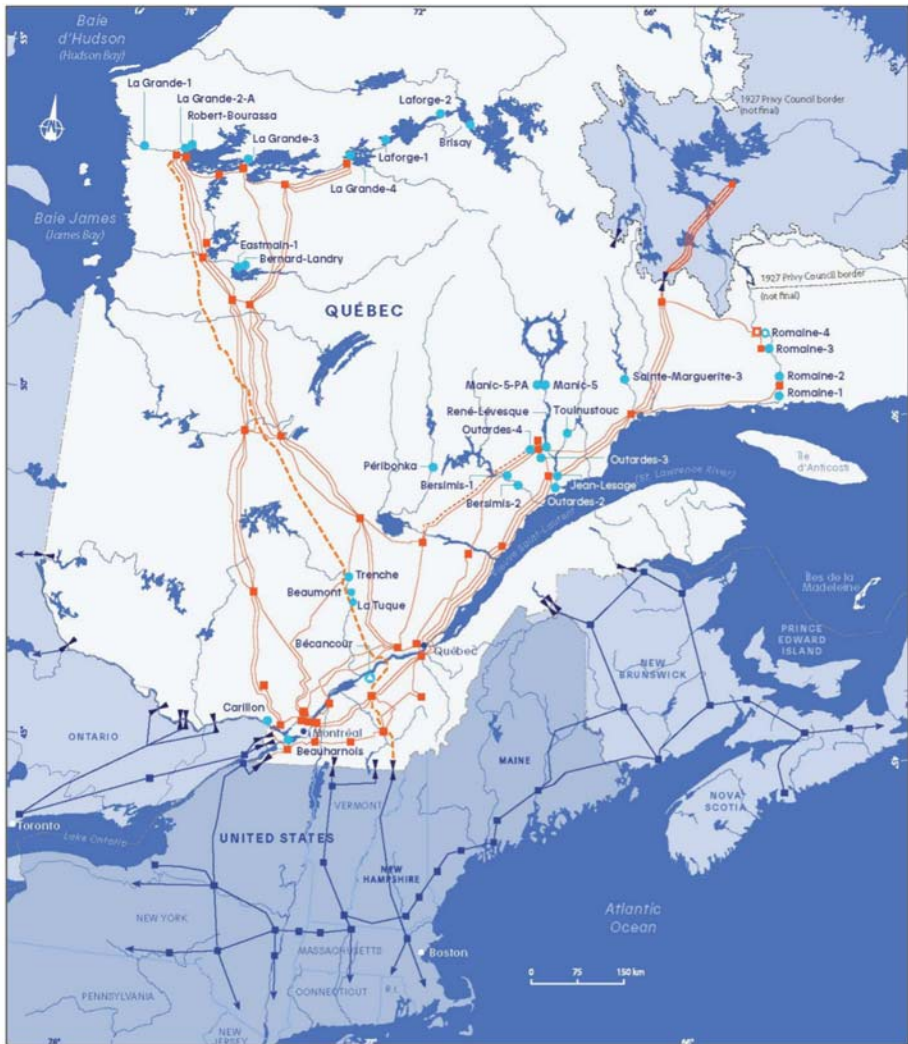 Baie
d'Hudson
(Hudson Bay)
78°
72°
66°
La Grande-1
La Grande-2-A
Robert-Bourassa
La Grande-3
Laforge-2
Brisay
Laforge-1
La Grande-4
1927 Privy Council border
(not final)
Baie James
(James Bay)
Eastmain-1
Bernard-Landry
1927 Privy Council border
(not final)
QUÉBEC
Romaine-4
Romaine-3
Romaine-2
Romaine-1
Manic-5-PA
Manic-5
Sainte-Marguerite-3
René-Lévesque
Toulnustouc
Outardes-4
Outardes-3
Péribonka
Bersimis-1
Jean-Lesage
Bersimis-2
Outardes-2
(St. Lawrence River)
Fleuve Saint-Laurent
Île
d'Anticosti
Trenche
Beaumont
La Tuque
Bécancour
Québec
Îles de la
Madeleine
PRINCE
EDWARD
ISLAND
NEW
BRUNSWICK
Carillon
Montréal
Beauharnois
ONTARIO
MAINE
NOVA
SCOTIA
VERMONT
Toronto
Lake Ontario
UNITED STATES
NEW
HAMPSHIRE
NEW YORK
Atlantic
Ocean
MASSACHUSETTS
Boston
CONNECTICUT
R.I.
PENNSYLVANIA
NEW
JERSEY
0 75 150 km